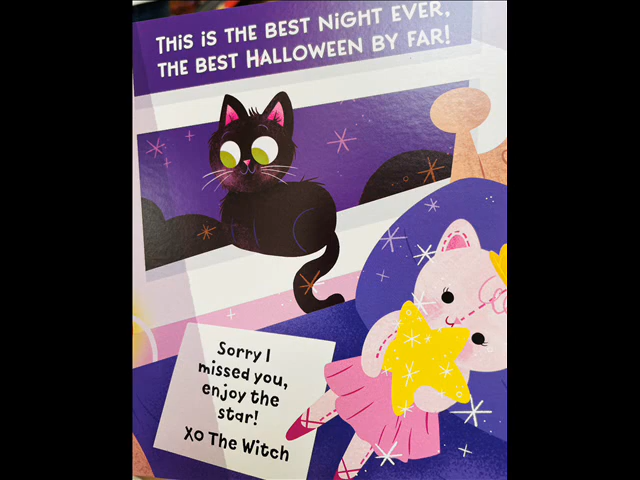 THiS iS THE BEST NiGHT EVER,
THE BEST HALLOWEEN BY FAR!
Sorry I
missed you,
enjoy the
star!
Xo The Witch